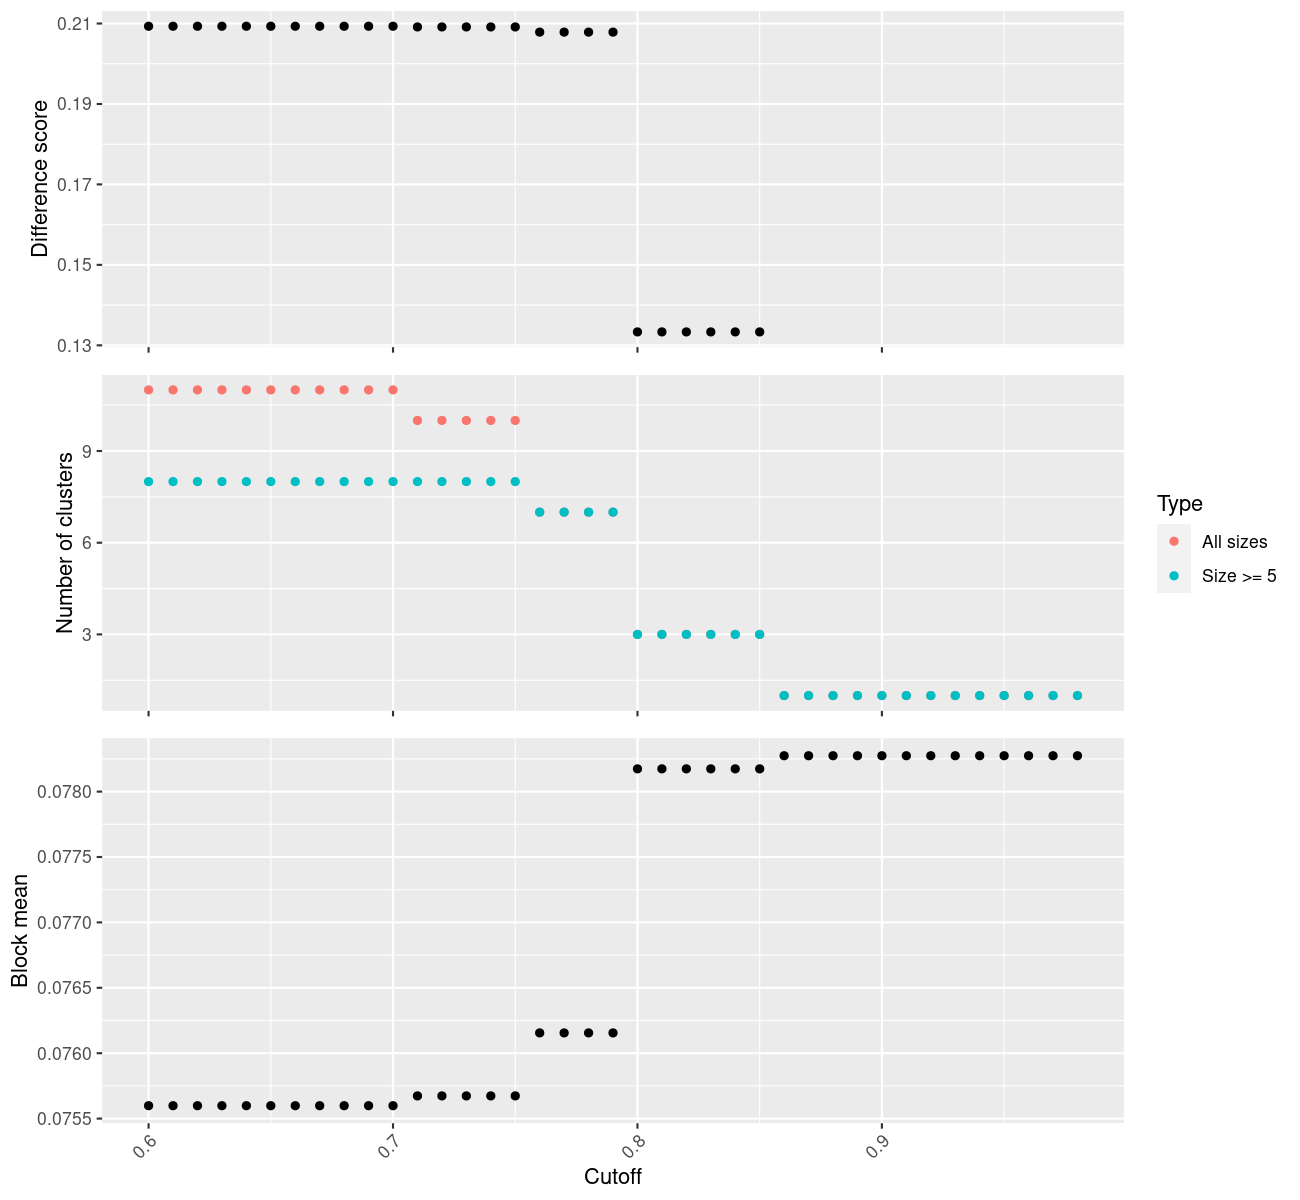 Difference score
0.21
0.19
0.17
0.15
0.13
Number of clusters
9
6
3
Type
All sizes
Size >= 5
Block mean
0.0780
0.0775
0.0770
0.0765
0.0760
0.0755
0.6
0.7
0.8
0.9
Cutoff